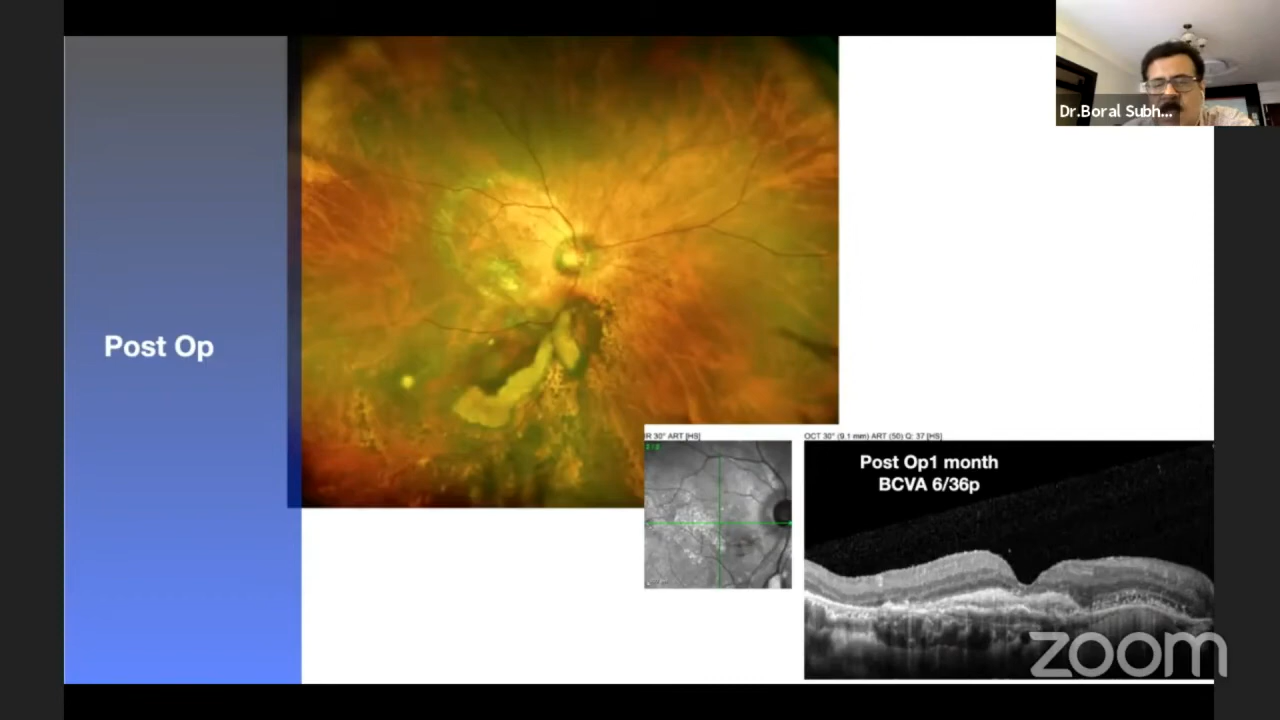 Dr.Boral Subh...
Post Op
IR 30° ART [HS]
OCT 30° (9.1 mm) ART (50) Q: 37 [HS]
Post Op1 month
BCVA 6/36p
zoom